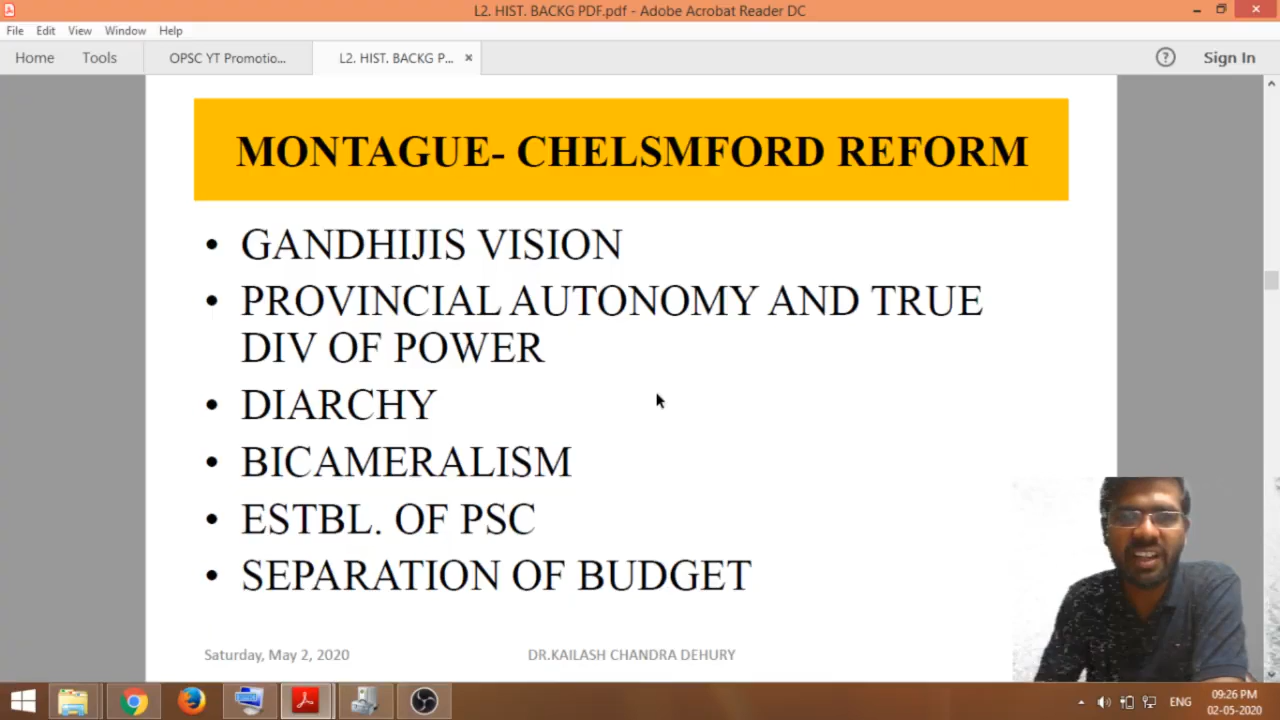 L2. HIST. BACKG PDF.pdf - Adobe Acrobat Reader DC
File Edit View Window Help
Home Tools OPSC YT Promotio... L2. HIST. BACKG P... × ? Sign In
MONTAGUE- CHELSMFORD REFORM
• GANDHIJIS VISION
• PROVINCIAL AUTONOMY AND TRUE
DIV OF POWER
• DIARCHY
• BICAMERALISM
• ESTBL. OF PSC
• SEPARATION OF BUDGET
Saturday, May 2, 2020 DR.KAILASH CHANDRA DEHURY
ENG 09:26 PM
02-05-2020